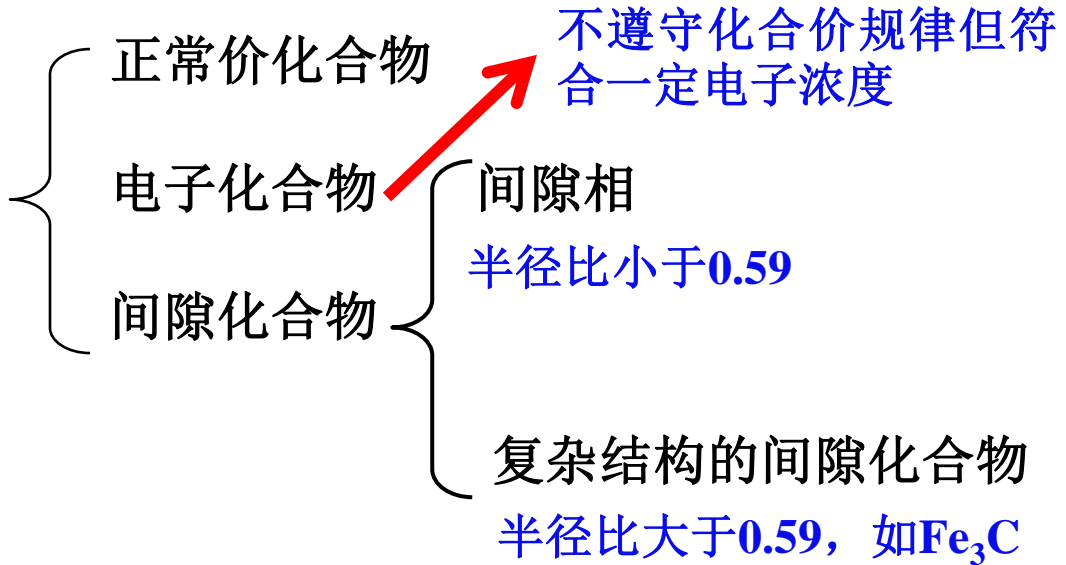 正常价化合物
不遵守化合价规律但符
合一定电子浓度
电子化合物
间隙相
半径比小于0.59
间隙化合物
复杂结构的间隙化合物
半径比大于0.59，如Fe₃C